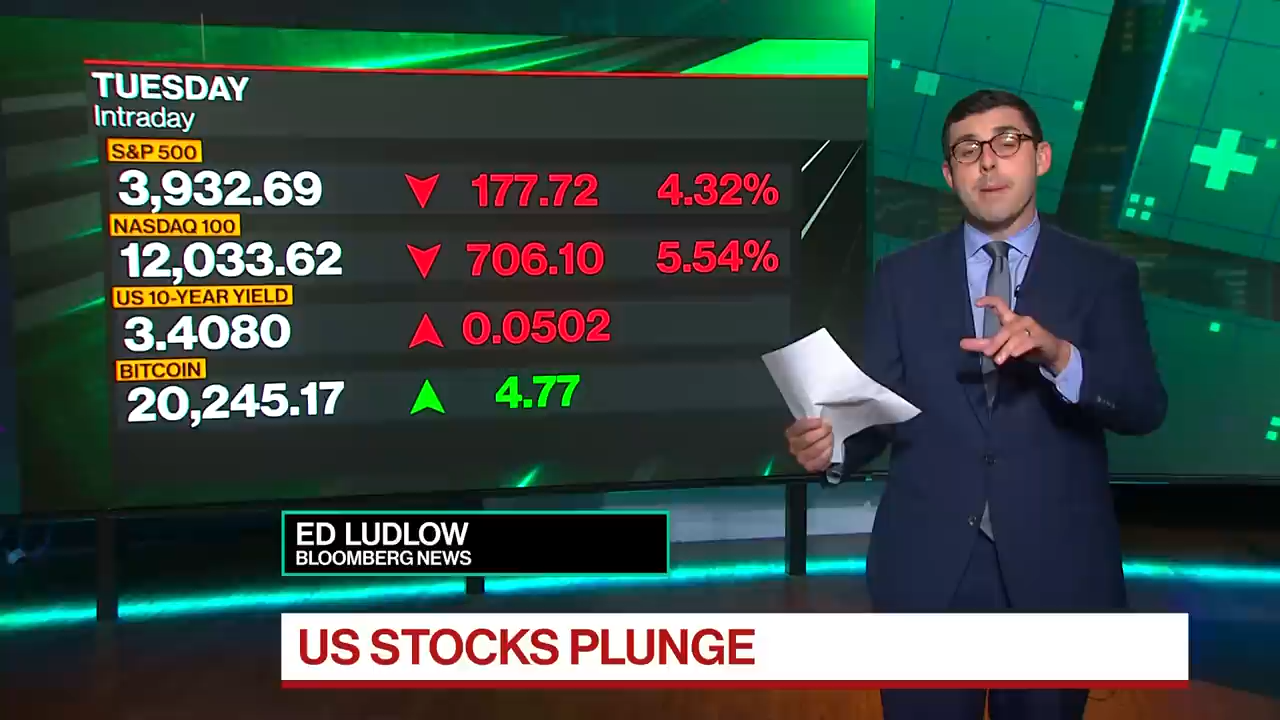 TUESDAY
Intraday
S&P 500
3,932.69 177.72 4.32%
NASDAQ 100
12,033.62 706.10 5.54%
US 10-YEAR YIELD
3.4080 0.0502
BITCOIN
20,245.17 4.77
ED LUDLOW
BLOOMBERG NEWS
US STOCKS PLUNGE